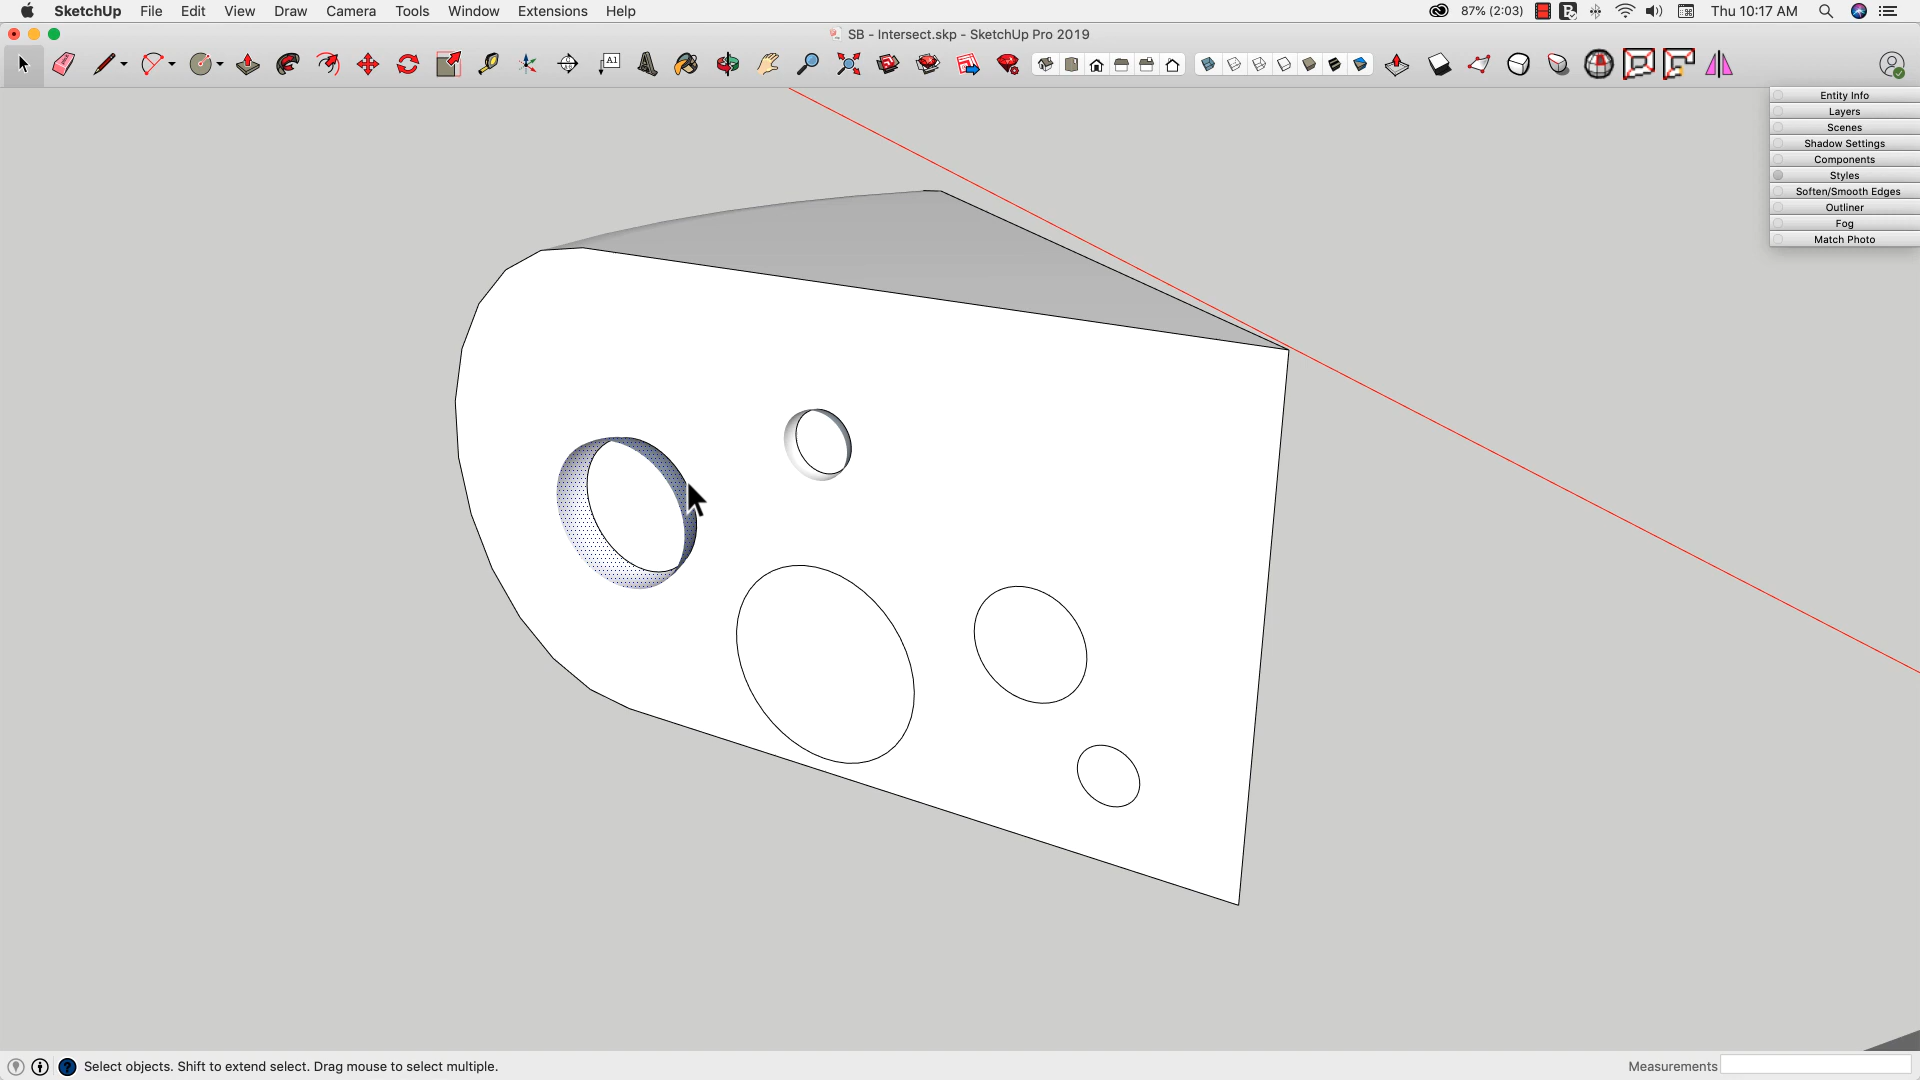 SketchUp File Edit View Draw Camera Tools Window Extensions Help
87% (2:03) Thu 10:17 AM
SB - Intersect.skp - SketchUp Pro 2019
A1
Entity Info
Layers
Scenes
Shadow Settings
Components
Styles
Soften/Smooth Edges
Outliner
Fog
Match Photo
Select objects. Shift to extend select. Drag mouse to select multiple.
Measurements